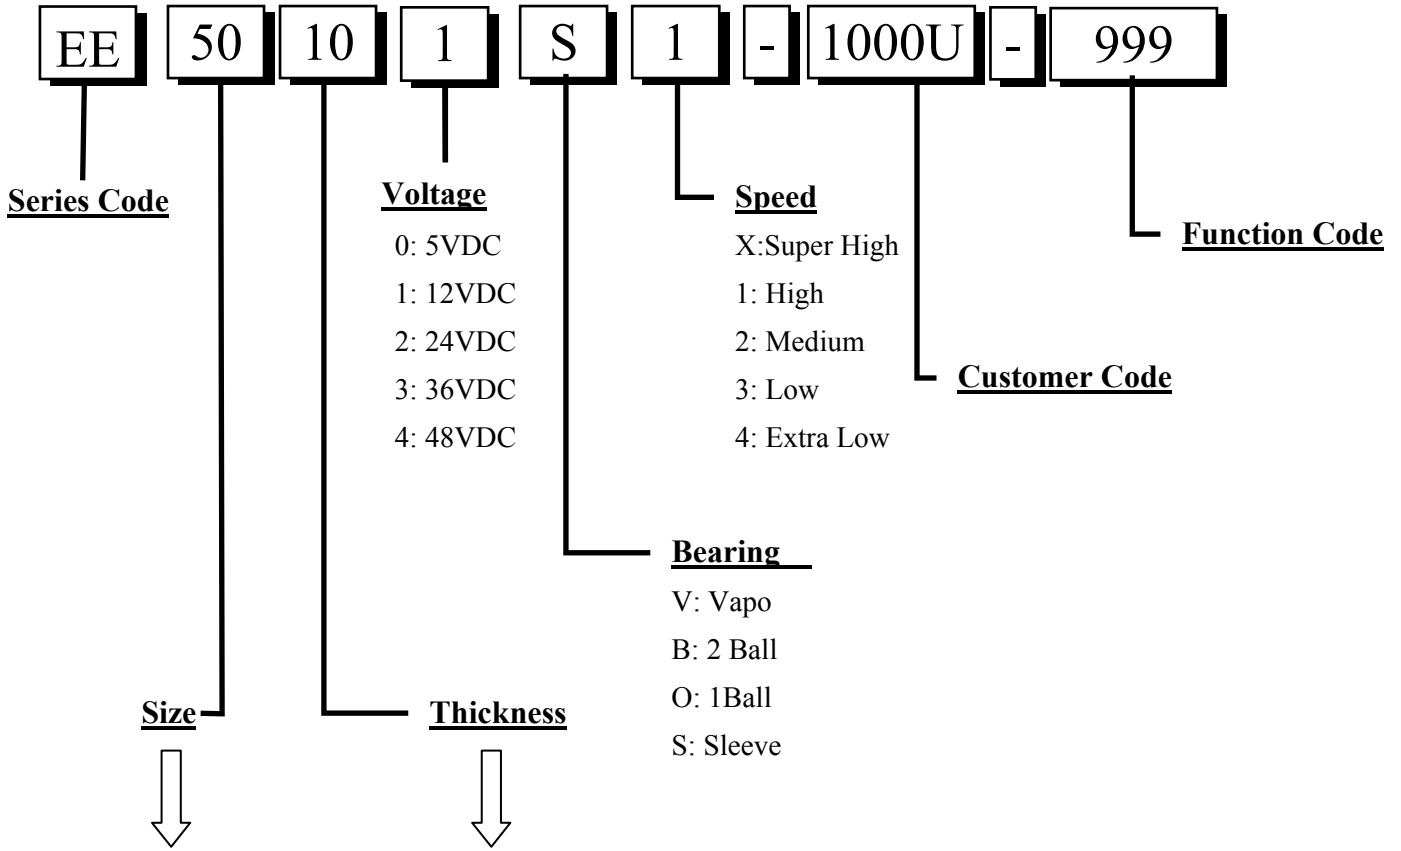 EE 50 10 1 S 1 - 1000U - 999
Series Code
Voltage
0: 5VDC
1: 12VDC
2: 24VDC
3: 36VDC
4: 48VDC
Speed
X:Super High
1: High
2: Medium
3: Low
4: Extra Low
Function Code
Customer Code
Bearing
V: Vapo
B: 2 Ball
O: 1Ball
S: Sleeve
Size
Thickness